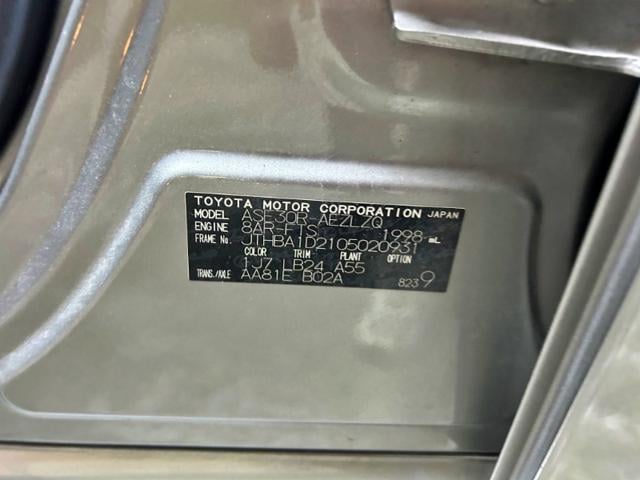 TOYOTA MOTOR CORPORATION JAPAN
MODEL ASE30R-AEZLZQ
ENGINE 8AR-FTS 1998 mL
FRAME No. JTHBA1D2105020931
COLOR TRIM PLANT OPTION
1J7 LB24 A55
TRANS./AXLE AA81E B02A 8239